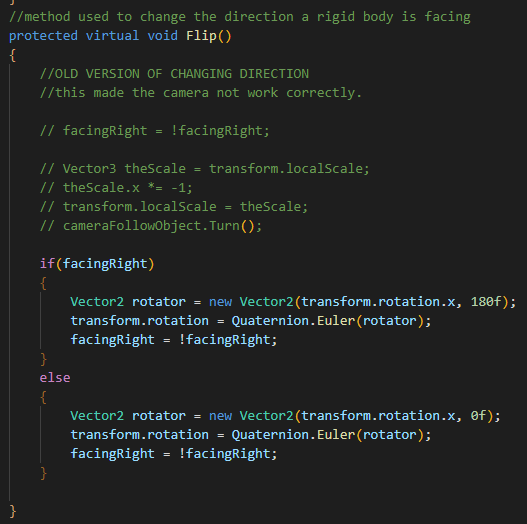 }
//method used to change the direction a rigid body is facing
protected virtual void Flip()
{
//OLD VERSION OF CHANGING DIRECTION
//this made the camera not work correctly.
// facingRight = !facingRight;
// Vector3 theScale = transform.localScale;
// theScale.x *= -1;
// transform.localScale = theScale;
// cameraFollowObject.Turn();
if(facingRight)
{
Vector2 rotator = new Vector2(transform.rotation.x, 180f);
transform.rotation = Quaternion.Euler(rotator);
facingRight = !facingRight;
}
else
{
Vector2 rotator = new Vector2(transform.rotation.x, 0f);
transform.rotation = Quaternion.Euler(rotator);
facingRight = !facingRight;
}
}